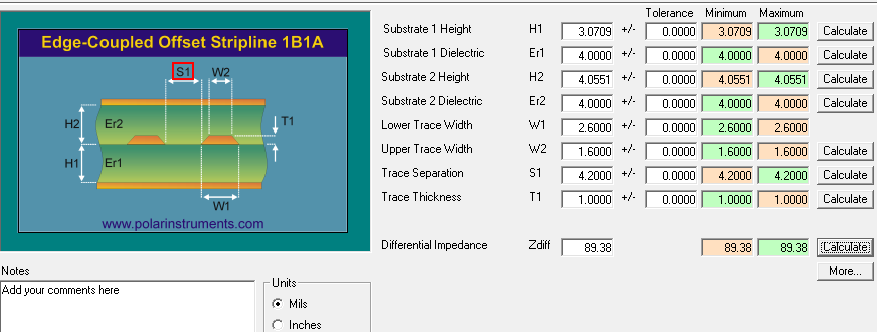 Tolerance Minimum Maximum
Edge-Coupled Offset Stripline 1B1A
S1 W2
H2 Er2 T1
H1 Er1
W1
www.polarinstruments.com
Substrate 1 Height H1 3.0709 +/- 0.0000 3.0709 3.0709 Calculate
Substrate 1 Dielectric Er1 4.0000 +/- 0.0000 4.0000 4.0000 Calculate
Substrate 2 Height H2 4.0551 +/- 0.0000 4.0551 4.0551 Calculate
Substrate 2 Dielectric Er2 4.0000 +/- 0.0000 4.0000 4.0000 Calculate
Lower Trace Width W1 2.6000 +/- 0.0000 2.6000 2.6000
Upper Trace Width W2 1.6000 +/- 0.0000 1.6000 1.6000 Calculate
Trace Separation S1 4.2000 +/- 0.0000 4.2000 4.2000 Calculate
Trace Thickness T1 1.0000 +/- 0.0000 1.0000 1.0000 Calculate
Differential Impedance Zdiff 89.38 89.38 89.38 Calculate
More...
Notes
Add your comments here
Units
Mils
Inches